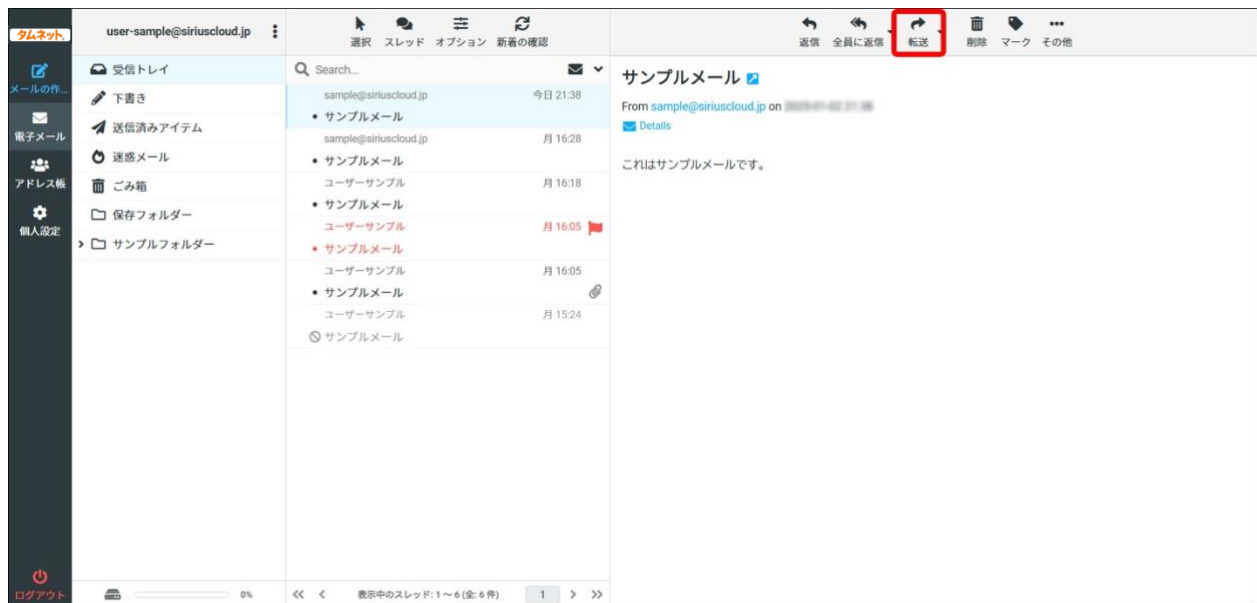 タムネット
メールの作...
電子メール
アドレス帳
個人設定
ログアウト
user-sample@siriuscloud.jp
受信トレイ
下書き
送信済みアイテム
迷惑メール
ごみ箱
保存フォルダー
サンプルフォルダー
0%
選択 スレッド オプション 新着の確認
Search...
sample@siriuscloud.jp 今日 21:38
• サンプルメール
sample@siriuscloud.jp 月 16:28
• サンプルメール
ユーザーサンプル 月 16:18
• サンプルメール
ユーザーサンプル 月 16:05
• サンプルメール
ユーザーサンプル 月 16:05
• サンプルメール
ユーザーサンプル 月 15:24
サンプルメール
表示中のスレッド: 1 ~ 6 (全: 6 件) 1
返信 全員に返信 転送 削除 マーク その他
サンプルメール
From sample@siriuscloud.jp on
Details
これはサンプルメールです。